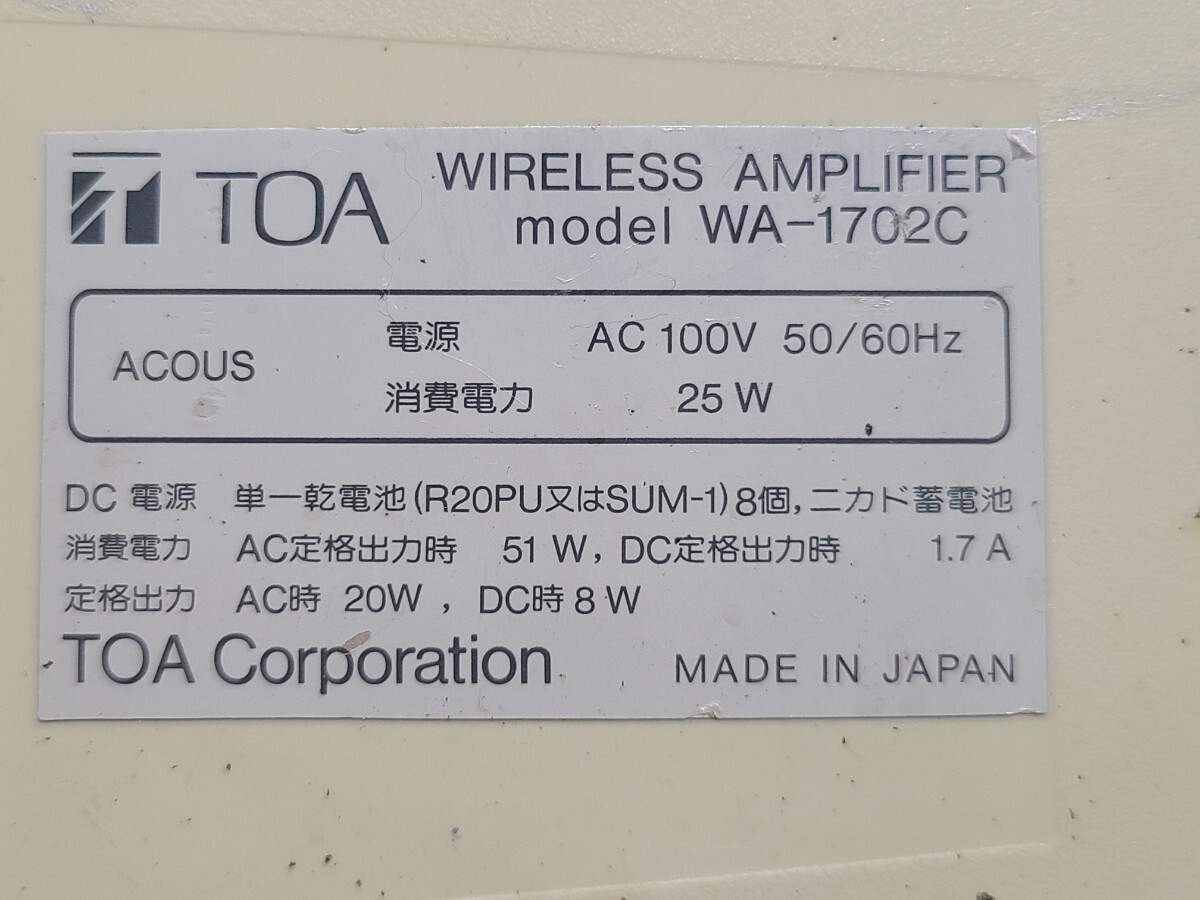 TOA WIRELESS AMPLIFIER
model WA-1702C
ACOUS
電源 AC 100V 50/60Hz
消費電力 25 W
DC 電源 単一乾電池 (R20PU又はSUM-1) 8個, ニカド蓄電池
消費電力 AC定格出力時 51 W, DC定格出力時 1.7 A
定格出力 AC時 20W , DC時 8 W
TOA Corporation MADE IN JAPAN